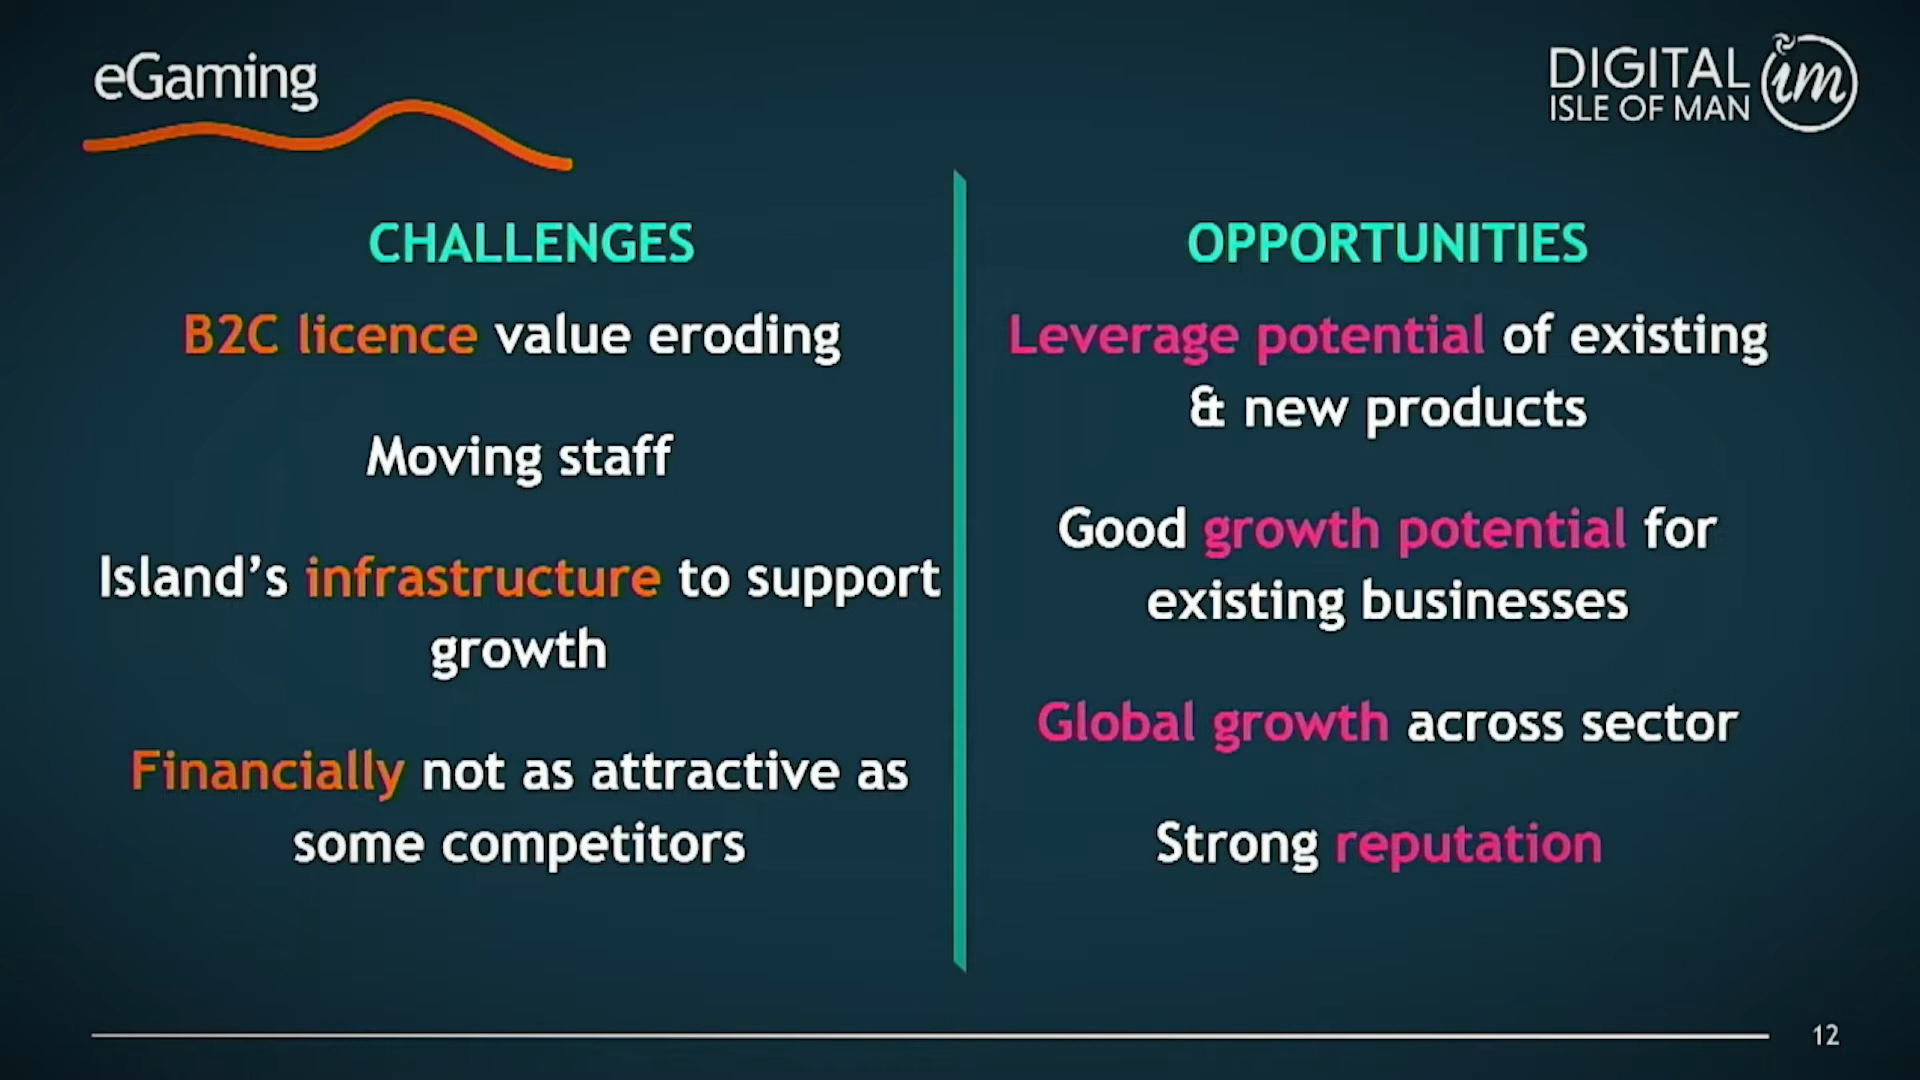 eGaming
DIGITAL
ISLE OF MAN
im
CHALLENGES
B2C licence value eroding
Moving staff
Island’s infrastructure to support
growth
Financially not as attractive as
some competitors
OPPORTUNITIES
Leverage potential of existing
& new products
Good growth potential for
existing businesses
Global growth across sector
Strong reputation
12